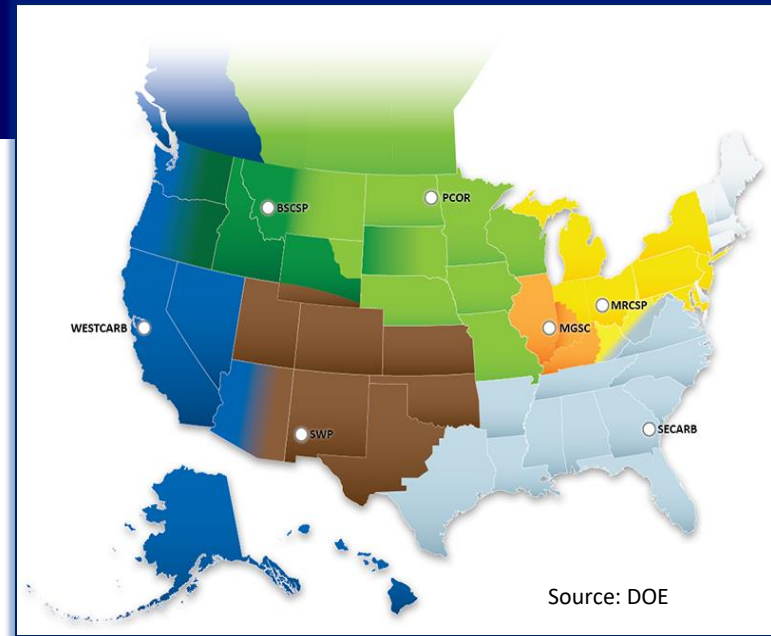 PCOR
BSCSP
MRCSP
WESTCARB
MGSC
SECARB
SWP
Source: DOE